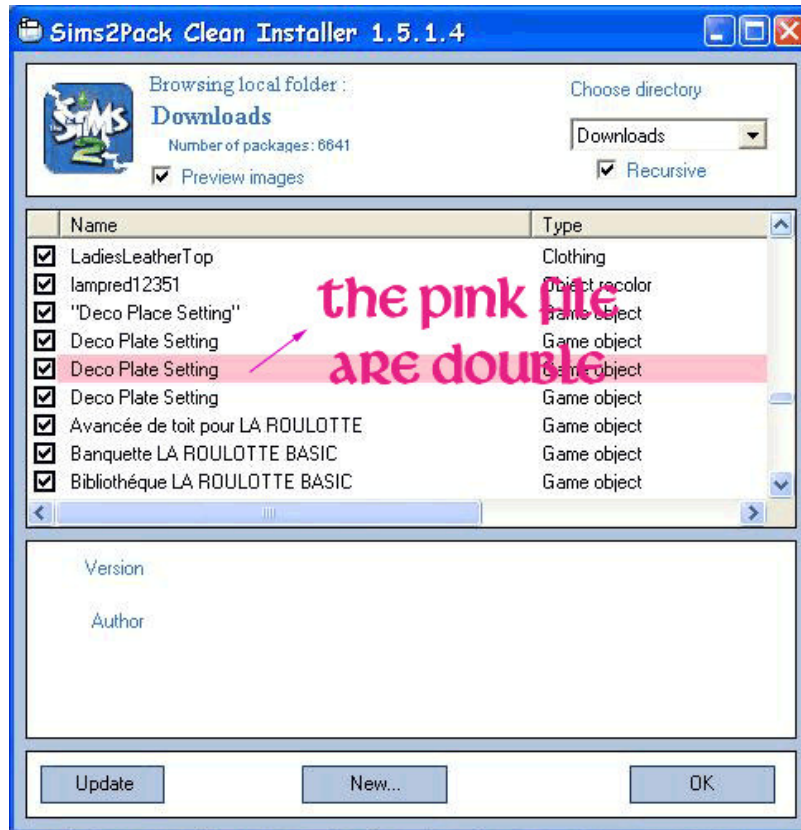 Sims2Pack Clean Installer 1.5.1.4
THE SIMS 2
Browsing local folder :
Downloads
Number of packages: 6641
Preview images
Choose directory
Downloads
Recursive
Name Type
LadiesLeatherTop Clothing
lampred12351 Object recolor
"Deco Place Setting" Game object
Deco Plate Setting Game object
Deco Plate Setting Game object
Deco Plate Setting Game object
Avancée de toit pour LA ROULOTTE Game object
Banquette LA ROULOTTE BASIC Game object
Bibliothéque LA ROULOTTE BASIC Game object
the pink file
are double
Version
Author
Update New... OK